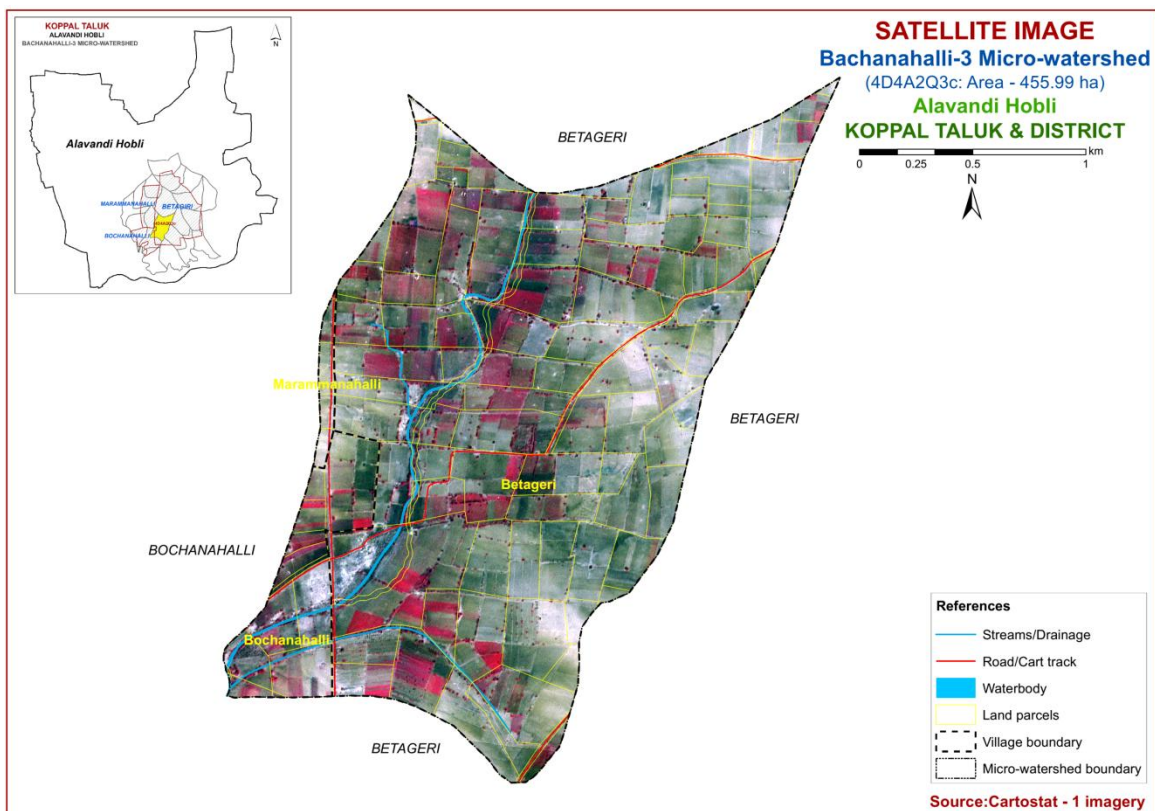 KOPPAL TALUK
ALAVANDI HOBLI
BACHANAHALLI-3 MICRO-WATERSHED
N
Alavandi Hobli
MARAMMANAHALLI
BETAGIRI
BOCHANAHALLI
SATELLITE IMAGE
Bachanahalli-3 Micro-watershed
(4D4A2Q3c: Area - 455.99 ha)
Alavandi Hobli
KOPPAL TALUK & DISTRICT
km
0 0.25 0.5 1
N
BETAGERI
Marammanahalli
BETAGERI
Betageri
BOCHANAHALLI
Bochanahalli
BETAGERI
References
Streams/Drainage
Road/Cart track
Waterbody
Land parcels
Village boundary
Micro-watershed boundary
Source:Cartostat - 1 imagery